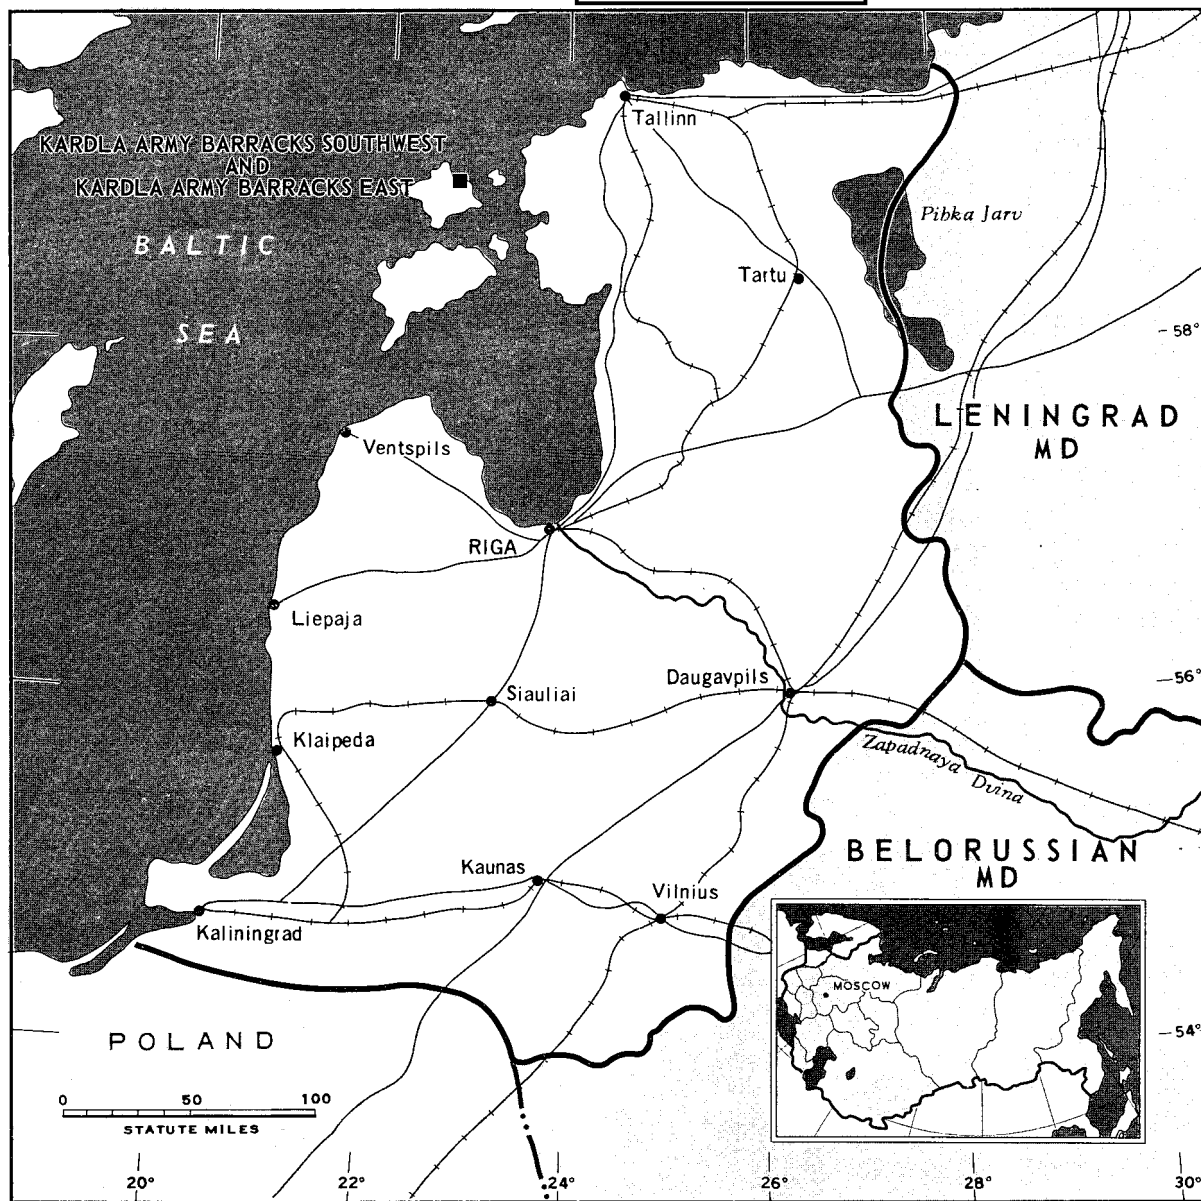 Tallinn
KARDLA ARMY BARRACKS SOUTHWEST
AND
KARDLA ARMY BARRACKS EAST
Pihka Jarv
BALTIC
SEA
Tartu
58°
LENINGRAD
MD
Ventspils
RIGA
Liepaja
Daugavpils
56°
Siauliai
Klaipeda
Zapadnaya Dvina
BELORUSSIAN
MD
Kaunas
Vilnius
Kaliningrad
MOSCOW
POLAND
54°
0 50 100
STATUTE MILES
20° 22° 24° 26° 28° 30°